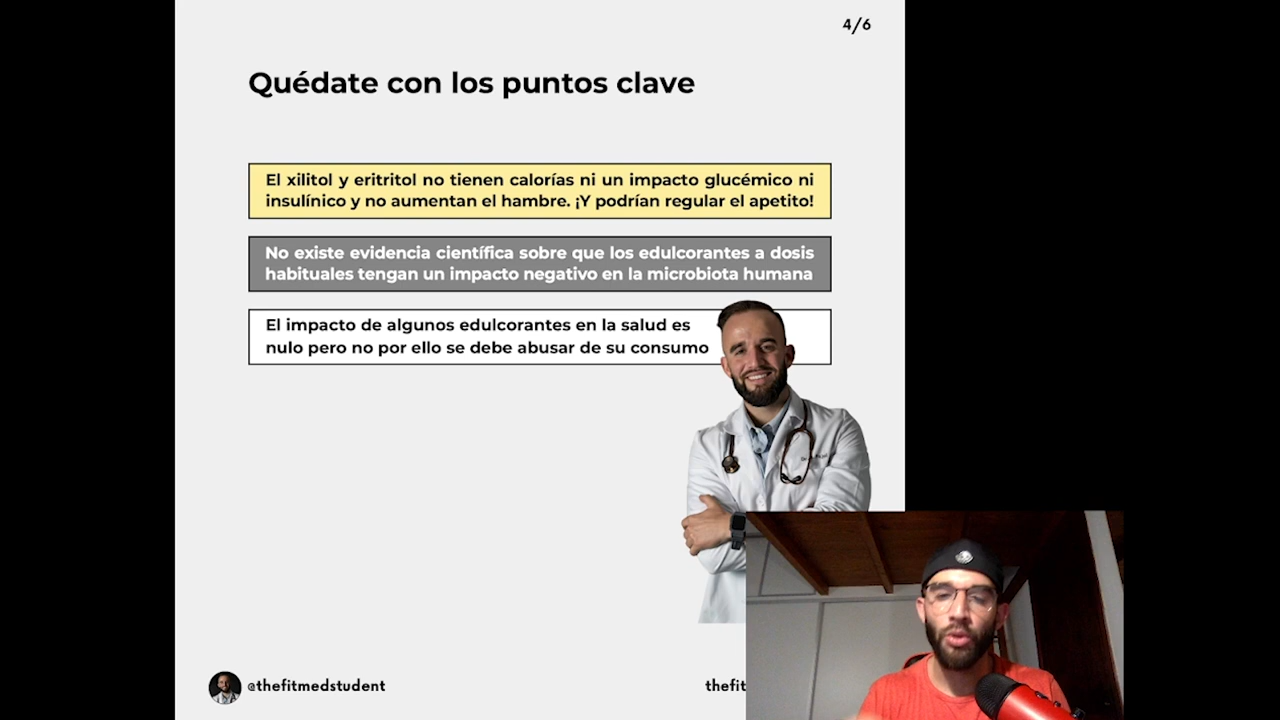 4/6
Quédate con los puntos clave
El xilitol y eritritol no tienen calorías ni un impacto glucémico ni
insulínico y no aumentan el hambre. ¡Y podrían regular el apetito!
No existe evidencia científica sobre que los edulcorantes a dosis
habituales tengan un impacto negativo en la microbiota humana
El impacto de algunos edulcorantes en la salud es
nulo pero no por ello se debe abusar de su consumo
@thefitmedstudent
thefit